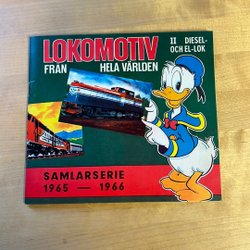 LOKOMOTIV
FRÅN HELA VÄRLDEN
II DIESEL-
OCH EL-LOK
SAMLARSERIE
1965 — 1966